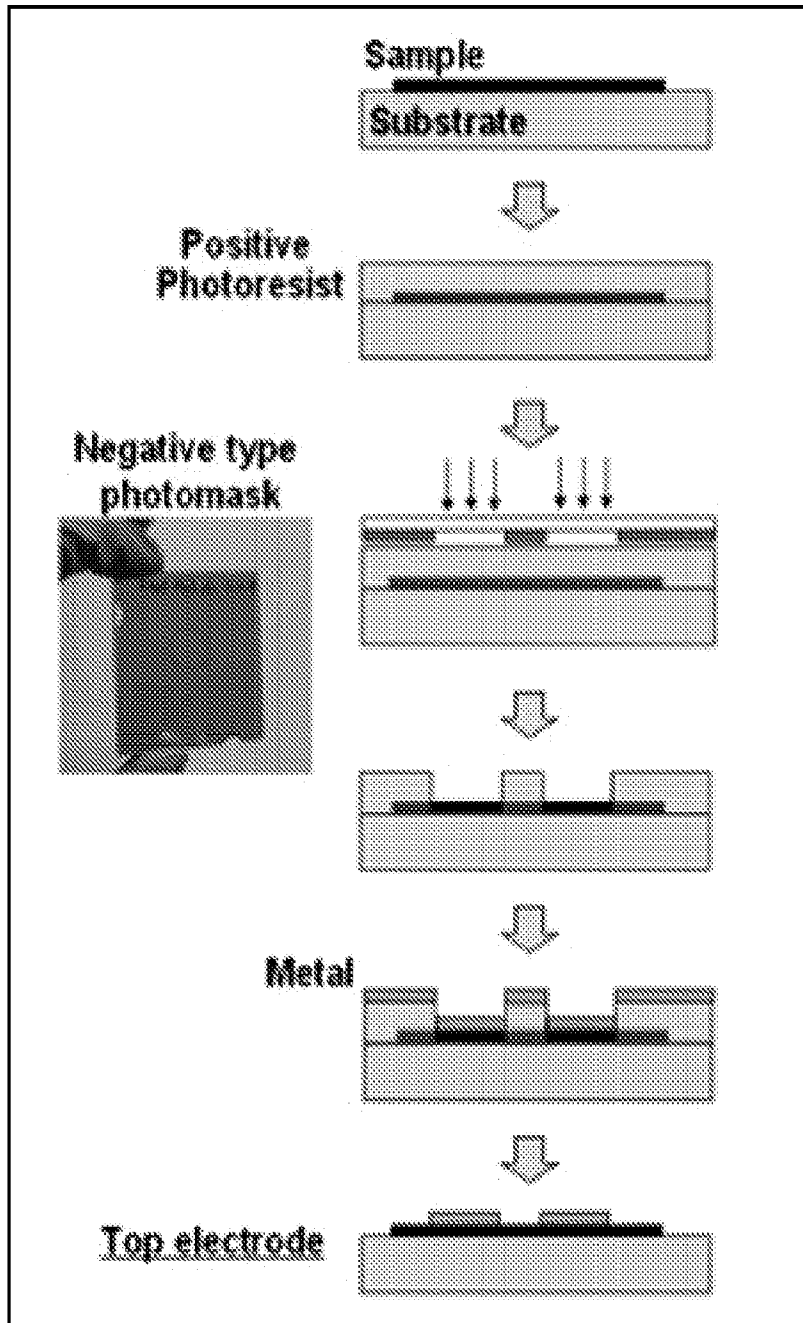 Sample
Substrate
Positive
Photoresist
Negative type
photomask
Metal
Top electrode